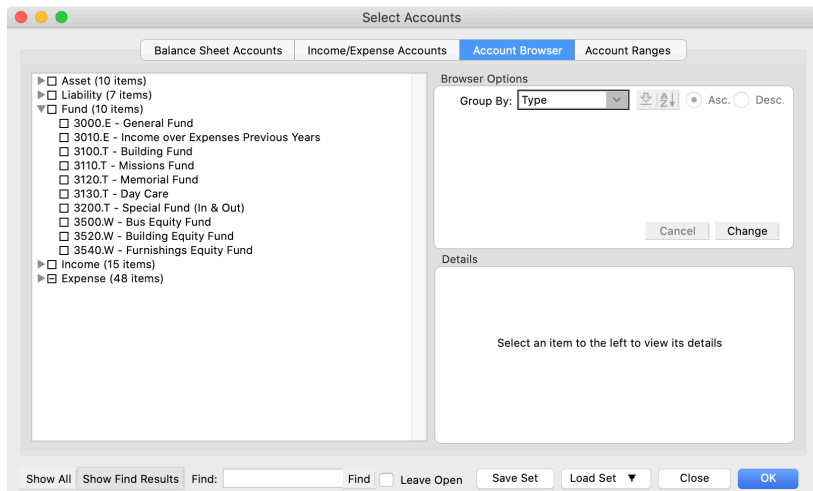 Select Accounts
Balance Sheet Accounts
Income/Expense Accounts
Account Browser
Account Ranges
Asset (10 items)
Liability (7 items)
Fund (10 items)
3000.E - General Fund
3010.E - Income over Expenses Previous Years
3100.T - Building Fund
3110.T - Missions Fund
3120.T - Memorial Fund
3130.T - Day Care
3200.T - Special Fund (In & Out)
3500.W - Bus Equity Fund
3520.W - Building Equity Fund
3540.W - Furnishings Equity Fund
Income (15 items)
Expense (48 items)
Browser Options
Group By: Type A Z Asc. Desc.
Cancel Change
Details
Select an item to the left to view its details
Show All Show Find Results Find: Find Leave Open Save Set Load Set Close OK